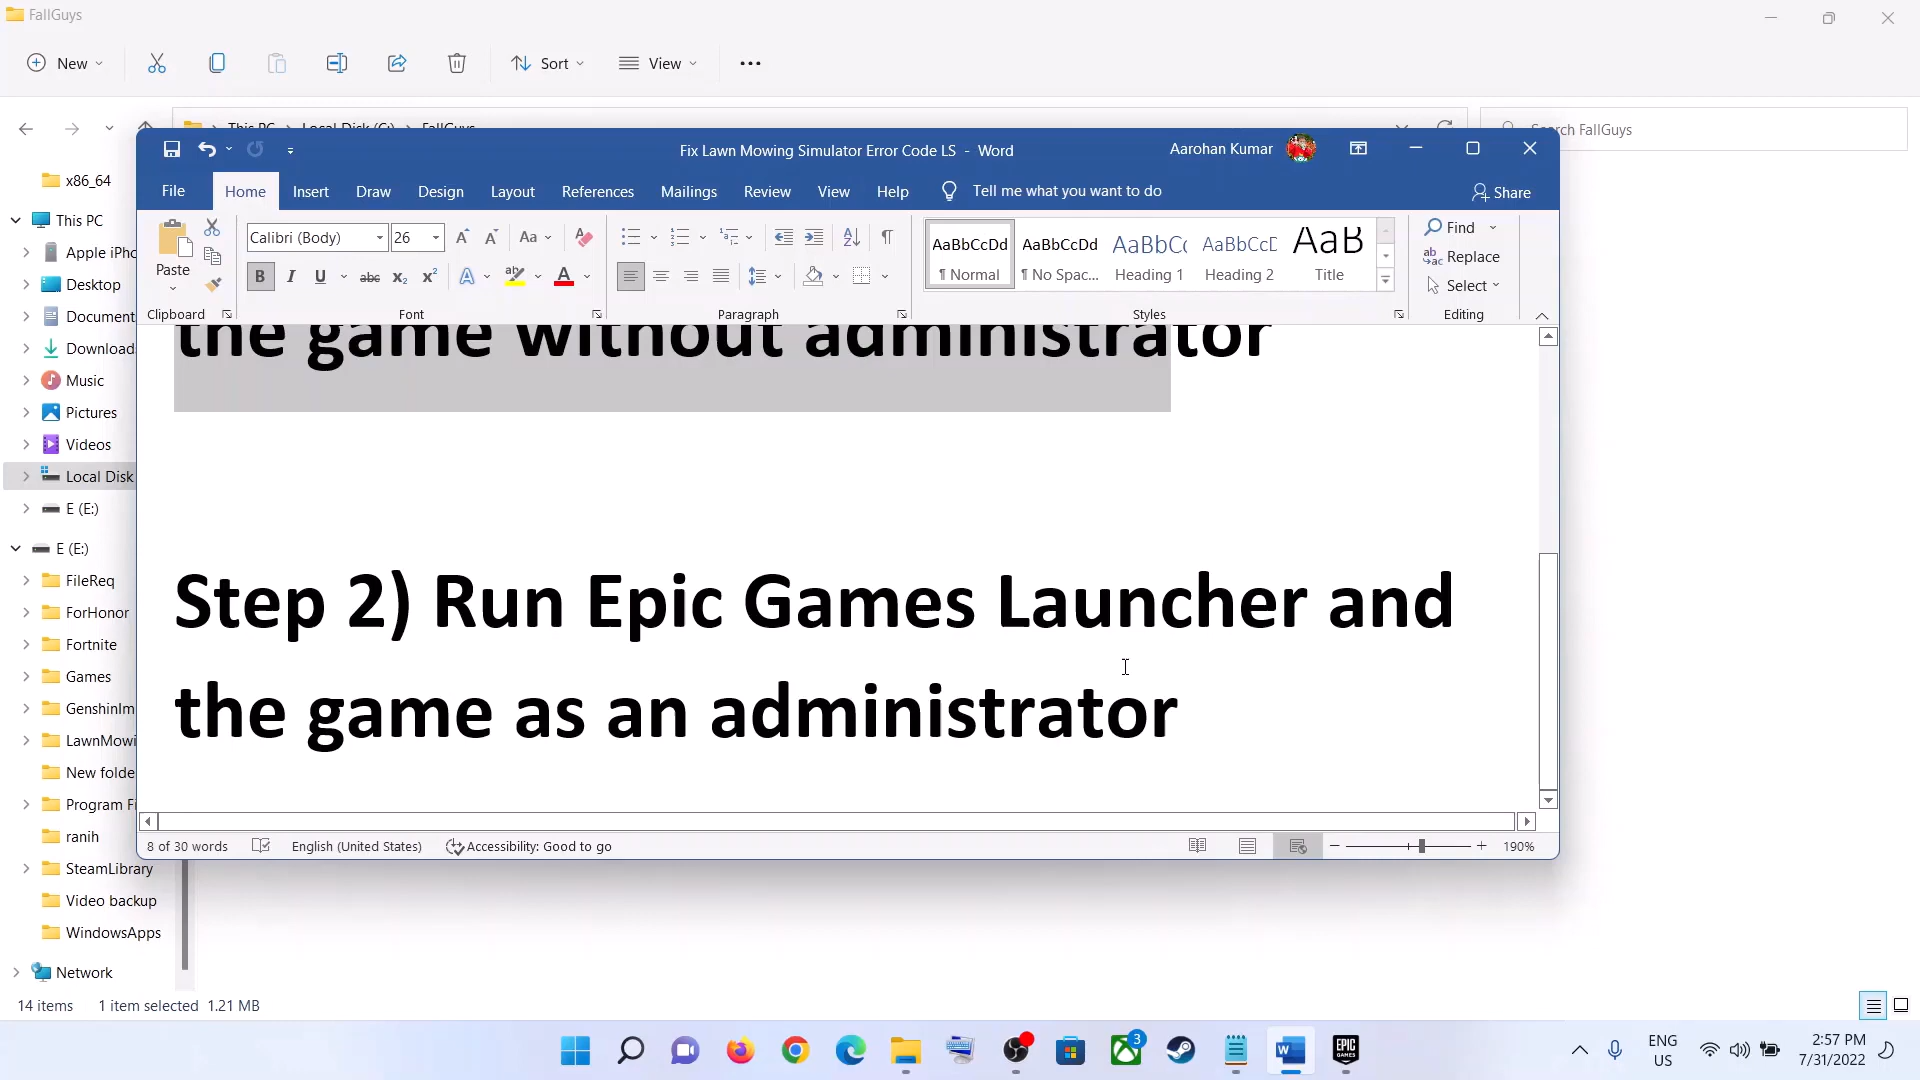 FallGuys
New
Sort
View
This PC
Local Disk (C:)
FallGuys
Search FallGuys
Fix Lawn Mowing Simulator Error Code LS - Word
Aarohan Kumar
File
Home
Insert
Draw
Design
Layout
References
Mailings
Review
View
Help
Tell me what you want to do
Share
Paste
Clipboard
Calibri (Body)
26
Font
Paragraph
AaBbCcDd
¶ Normal
AaBbCcDd
¶ No Spac...
AaBbCc
Heading 1
AaBbCcD
Heading 2
AaB
Title
Styles
Find
Replace
Select
Editing
x86_64
This PC
Apple iPho
Desktop
Document
Download
Music
Pictures
Videos
Local Disk
E (E:)
E (E:)
FileReq
ForHonor
Fortnite
Games
GenshinIm
LawnMowi
New folde
Program Fi
ranih
SteamLibrary
Video backup
WindowsApps
Network
the game without administrator
Step 2) Run Epic Games Launcher and
the game as an administrator
8 of 30 words
English (United States)
Accessibility: Good to go
190%
14 items
1 item selected 1.21 MB
3
EPIC
GAMES
ENG
US
2:57 PM
7/31/2022